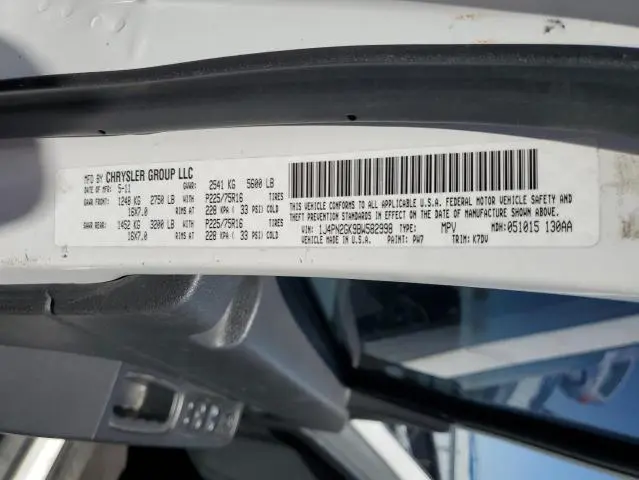 MFD BY CHRYSLER GROUP LLC
DATE OF MFR: 5-11 GVWR: 2541 KG 5600 LB
GAWR FRONT: 1248 KG 2750 LB WITH P225/75R16 TIRES
16X7.0 RIMS AT 228 KPA ( 33 PSI) COLD
GAWR REAR: 1452 KG 3200 LB WITH P225/75R16 TIRES
16X7.0 RIMS AT 228 KPA ( 33 PSI) COLD
THIS VEHICLE CONFORMS TO ALL APPLICABLE U.S.A. FEDERAL MOTOR VEHICLE SAFETY AND
THEFT PREVENTION STANDARDS IN EFFECT ON THE DATE OF MANUFACTURE SHOWN ABOVE.
VIN: 1J4PN2GK9BW582998 TYPE: MPV MDH: 051015 130AA
VEHICLE MADE IN U.S.A. PAINT: PW7 TRIM: K7DV